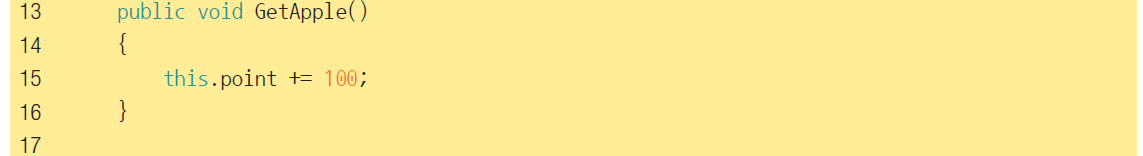 13 public void GetApple()
14 {
15 this.point += 100;
16 }
17